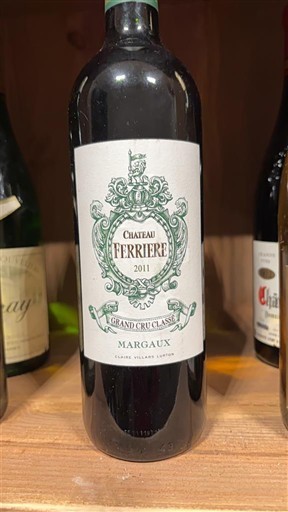 CHATEAU
FERRIERE
2011
GRAND CRU CLASSÉ
MARGAUX
CLAIRE VILLARS LURTON